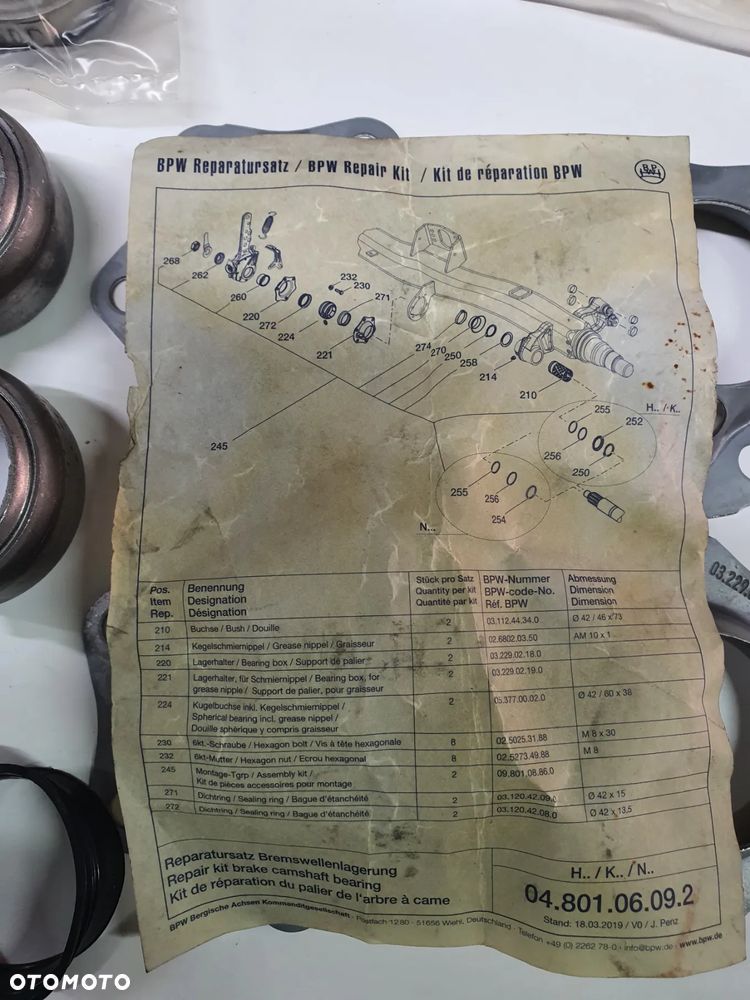 BPW Reparatursatz / BPW Repair Kit / Kit de réparation BPW
BPW
268
262
260
220
272
224
221
232
230
271
274
270
250
258
214
210
245
H.. / K..
255
252
256
250
255
256
254
N...
Pos. Item Rep. Benennung Designation Désignation Stück pro Satz Quantity per kit Quantité par kit BPW-Nummer BPW-code-No. Réf. BPW Abmessung Dimension Dimension
210 Buchse / Bush / Douille 2 03.112.44.34.0 Ø 42 / 46 x 73
214 Kegelschmiernippel / Grease nippel / Graisseur 2 02.6802.03.50 AM 10 x 1
220 Lagerhalter / Bearing box / Support de palier 2 03.229.02.18.0
221 Lagerhalter, für Schmiernippel / Bearing box, for 2 03.229.02.19.0
grease nipple / Support de palier, pour graisseur
224 Kugelbuchse inkl. Kegelschmiernippel / 2 05.377.00.02.0 Ø 42 / 60 x 38
Spherical bearing incl. grease nippel /
Douille sphèrique y compris graisseur
230 6kt.-Schraube / Hexagon bolt / Vis à tête hexagonale 8 02.5025.31.88 M 8 x 30
232 6kt-Mutter / Hexagon nut / Ecrou hexagonal 8 02.5273.49.88 M 8
245 Montage-Tgrp / Assembly kit / 2 09.801.08.86.0
Kit de pièces accessoires pour montage
271 Dichtring / Sealing ring / Bague d'étanchéité 2 03.120.42.09.0 Ø 42 x 15
272 Dichtring / Sealing ring / Bague d'étanchéité 2 03.120.42.08.0 Ø 42 x 13,5
Reparatursatz Bremswellenlagerung
Repair kit brake camshaft bearing
Kit de réparation du palier de l'arbre à came
H.. / K.. / N..
04.801.06.09.2
Stand: 18.03.2019 / V0 / J. Penz
BPW Bergische Achsen Kommanditgesellschaft · Postfach 12 80 · 51656 Wiehl, Deutschland · Telefon +49 (0) 2262 78-0 · info@bpw.de · www.bpw.de
03.229.
OTOMOTO